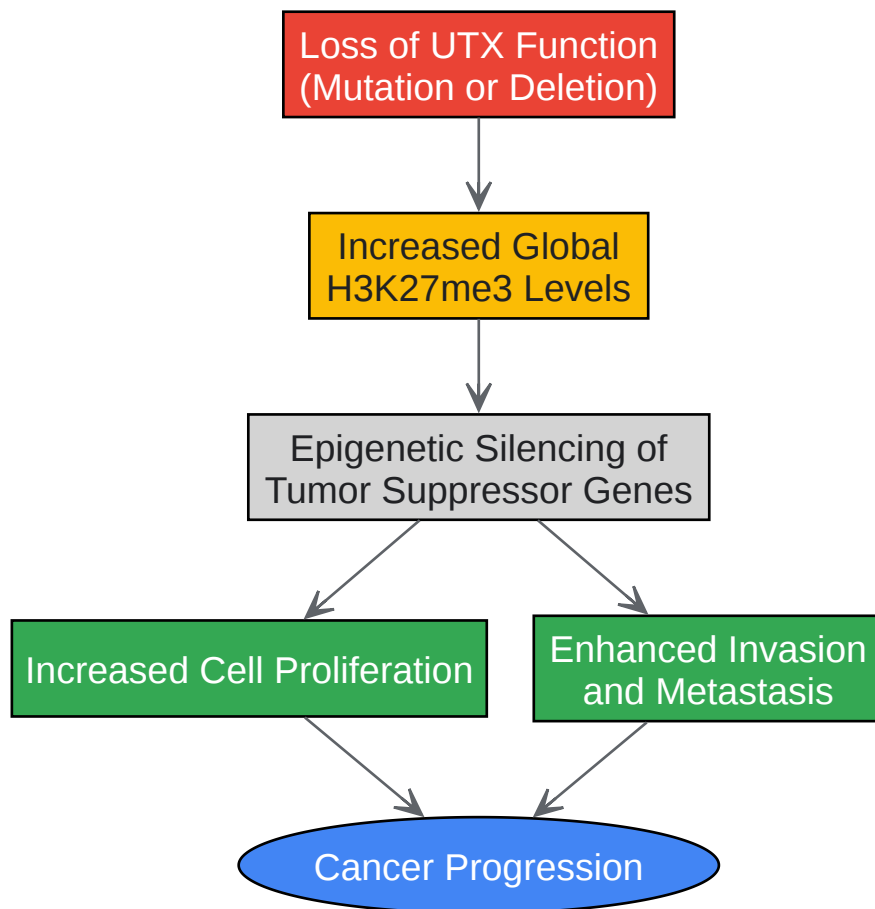 Loss of UTX Function
(Mutation or Deletion)
Increased Global
H3K27me3 Levels
Epigenetic Silencing of
Tumor Suppressor Genes
Increased Cell Proliferation
Enhanced Invasion
and Metastasis
Cancer Progression